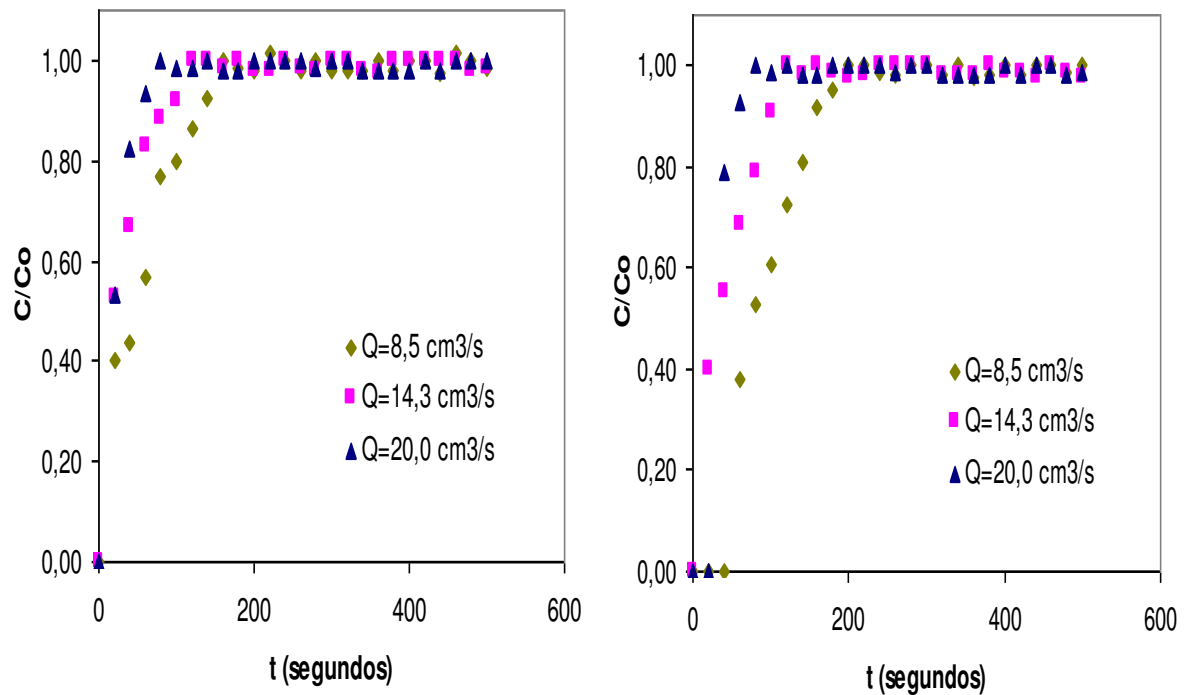 1,00
0,80
0,60
0,40
0,20
0,00
C/Co
Q=8,5 cm3/s
Q=14,3 cm3/s
Q=20,0 cm3/s
0 200 400 600
t (segundos)
1,00
0,80
0,60
0,40
0,20
0,00
C/Co
Q=8,5 cm3/s
Q=14,3 cm3/s
Q=20,0 cm3/s
0 200 400 600
t (segundos)